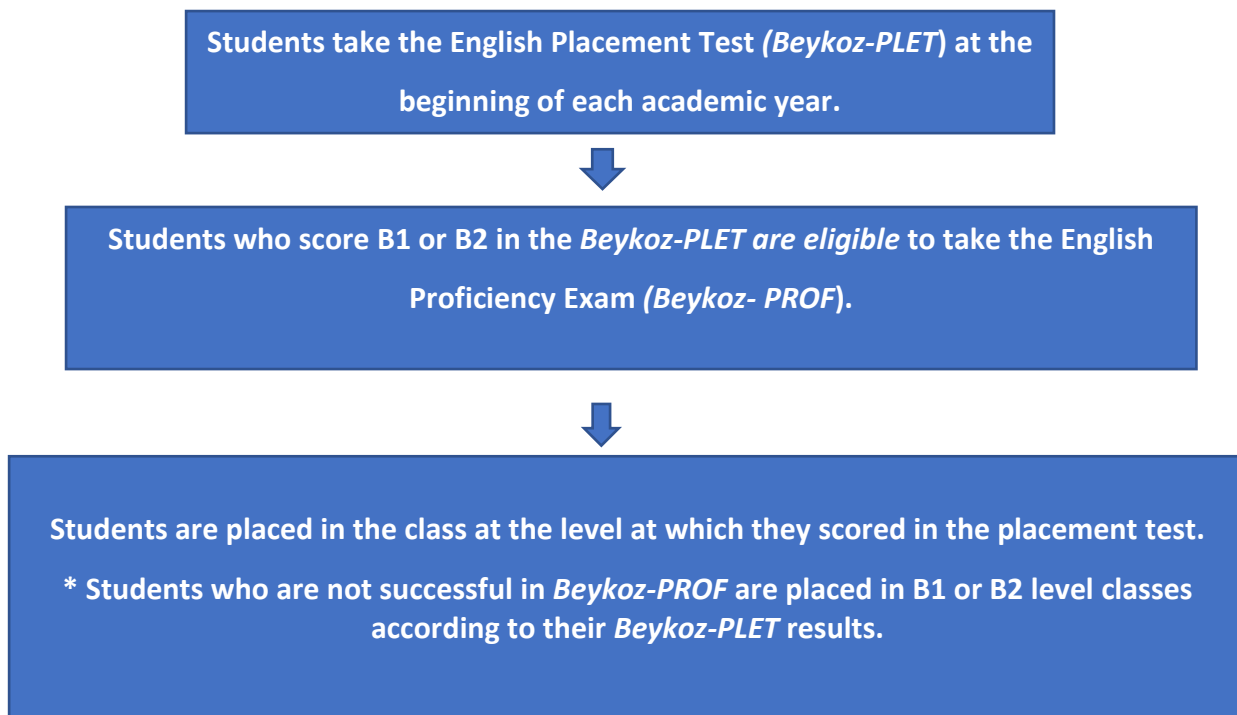 Students take the English Placement Test (Beykoz-PLET) at the
beginning of each academic year.
Students who score B1 or B2 in the Beykoz-PLET are eligible to take the English
Proficiency Exam (Beykoz- PROF).
Students are placed in the class at the level at which they scored in the placement test.
* Students who are not successful in Beykoz-PROF are placed in B1 or B2 level classes
according to their Beykoz-PLET results.